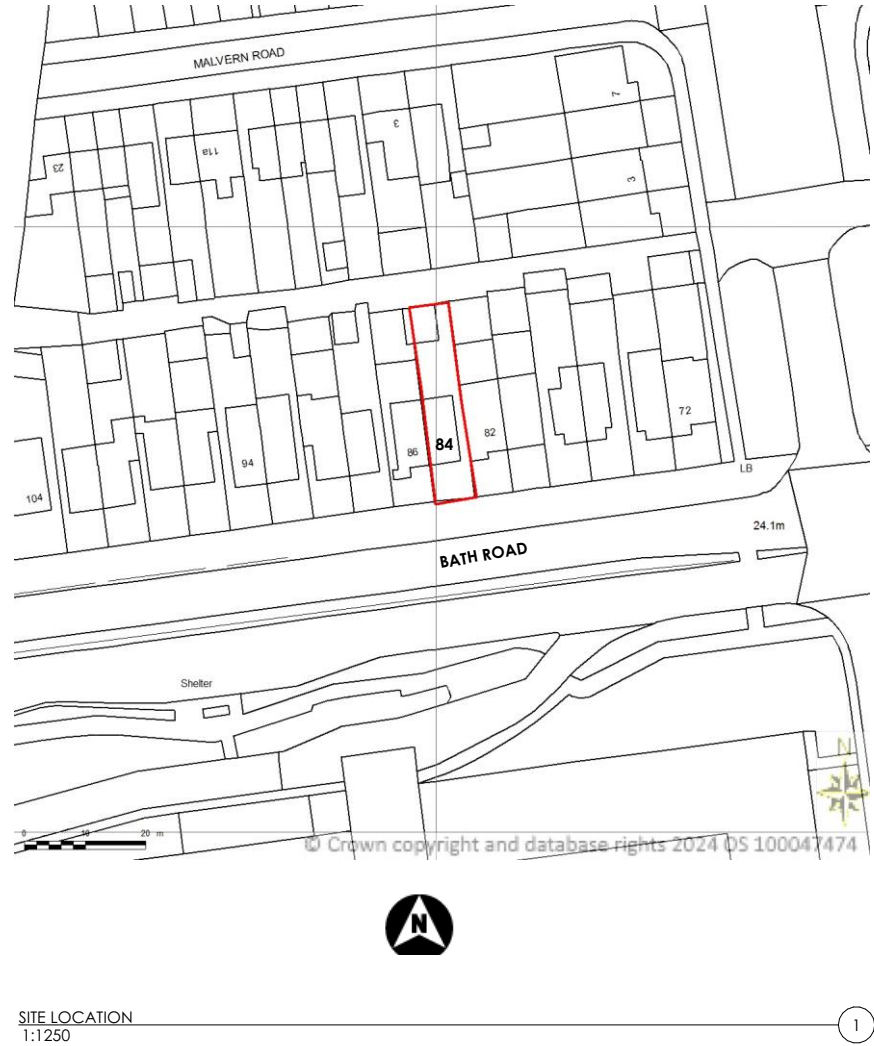 MALVERN ROAD
7
3
11a
23
3
84
82
86
72
94
104
LB
24.1m
BATH ROAD
Shelter
N
0 10 20 m
© Crown copyright and database rights 2024 OS 100047474
N
SITE LOCATION
1:1250
1